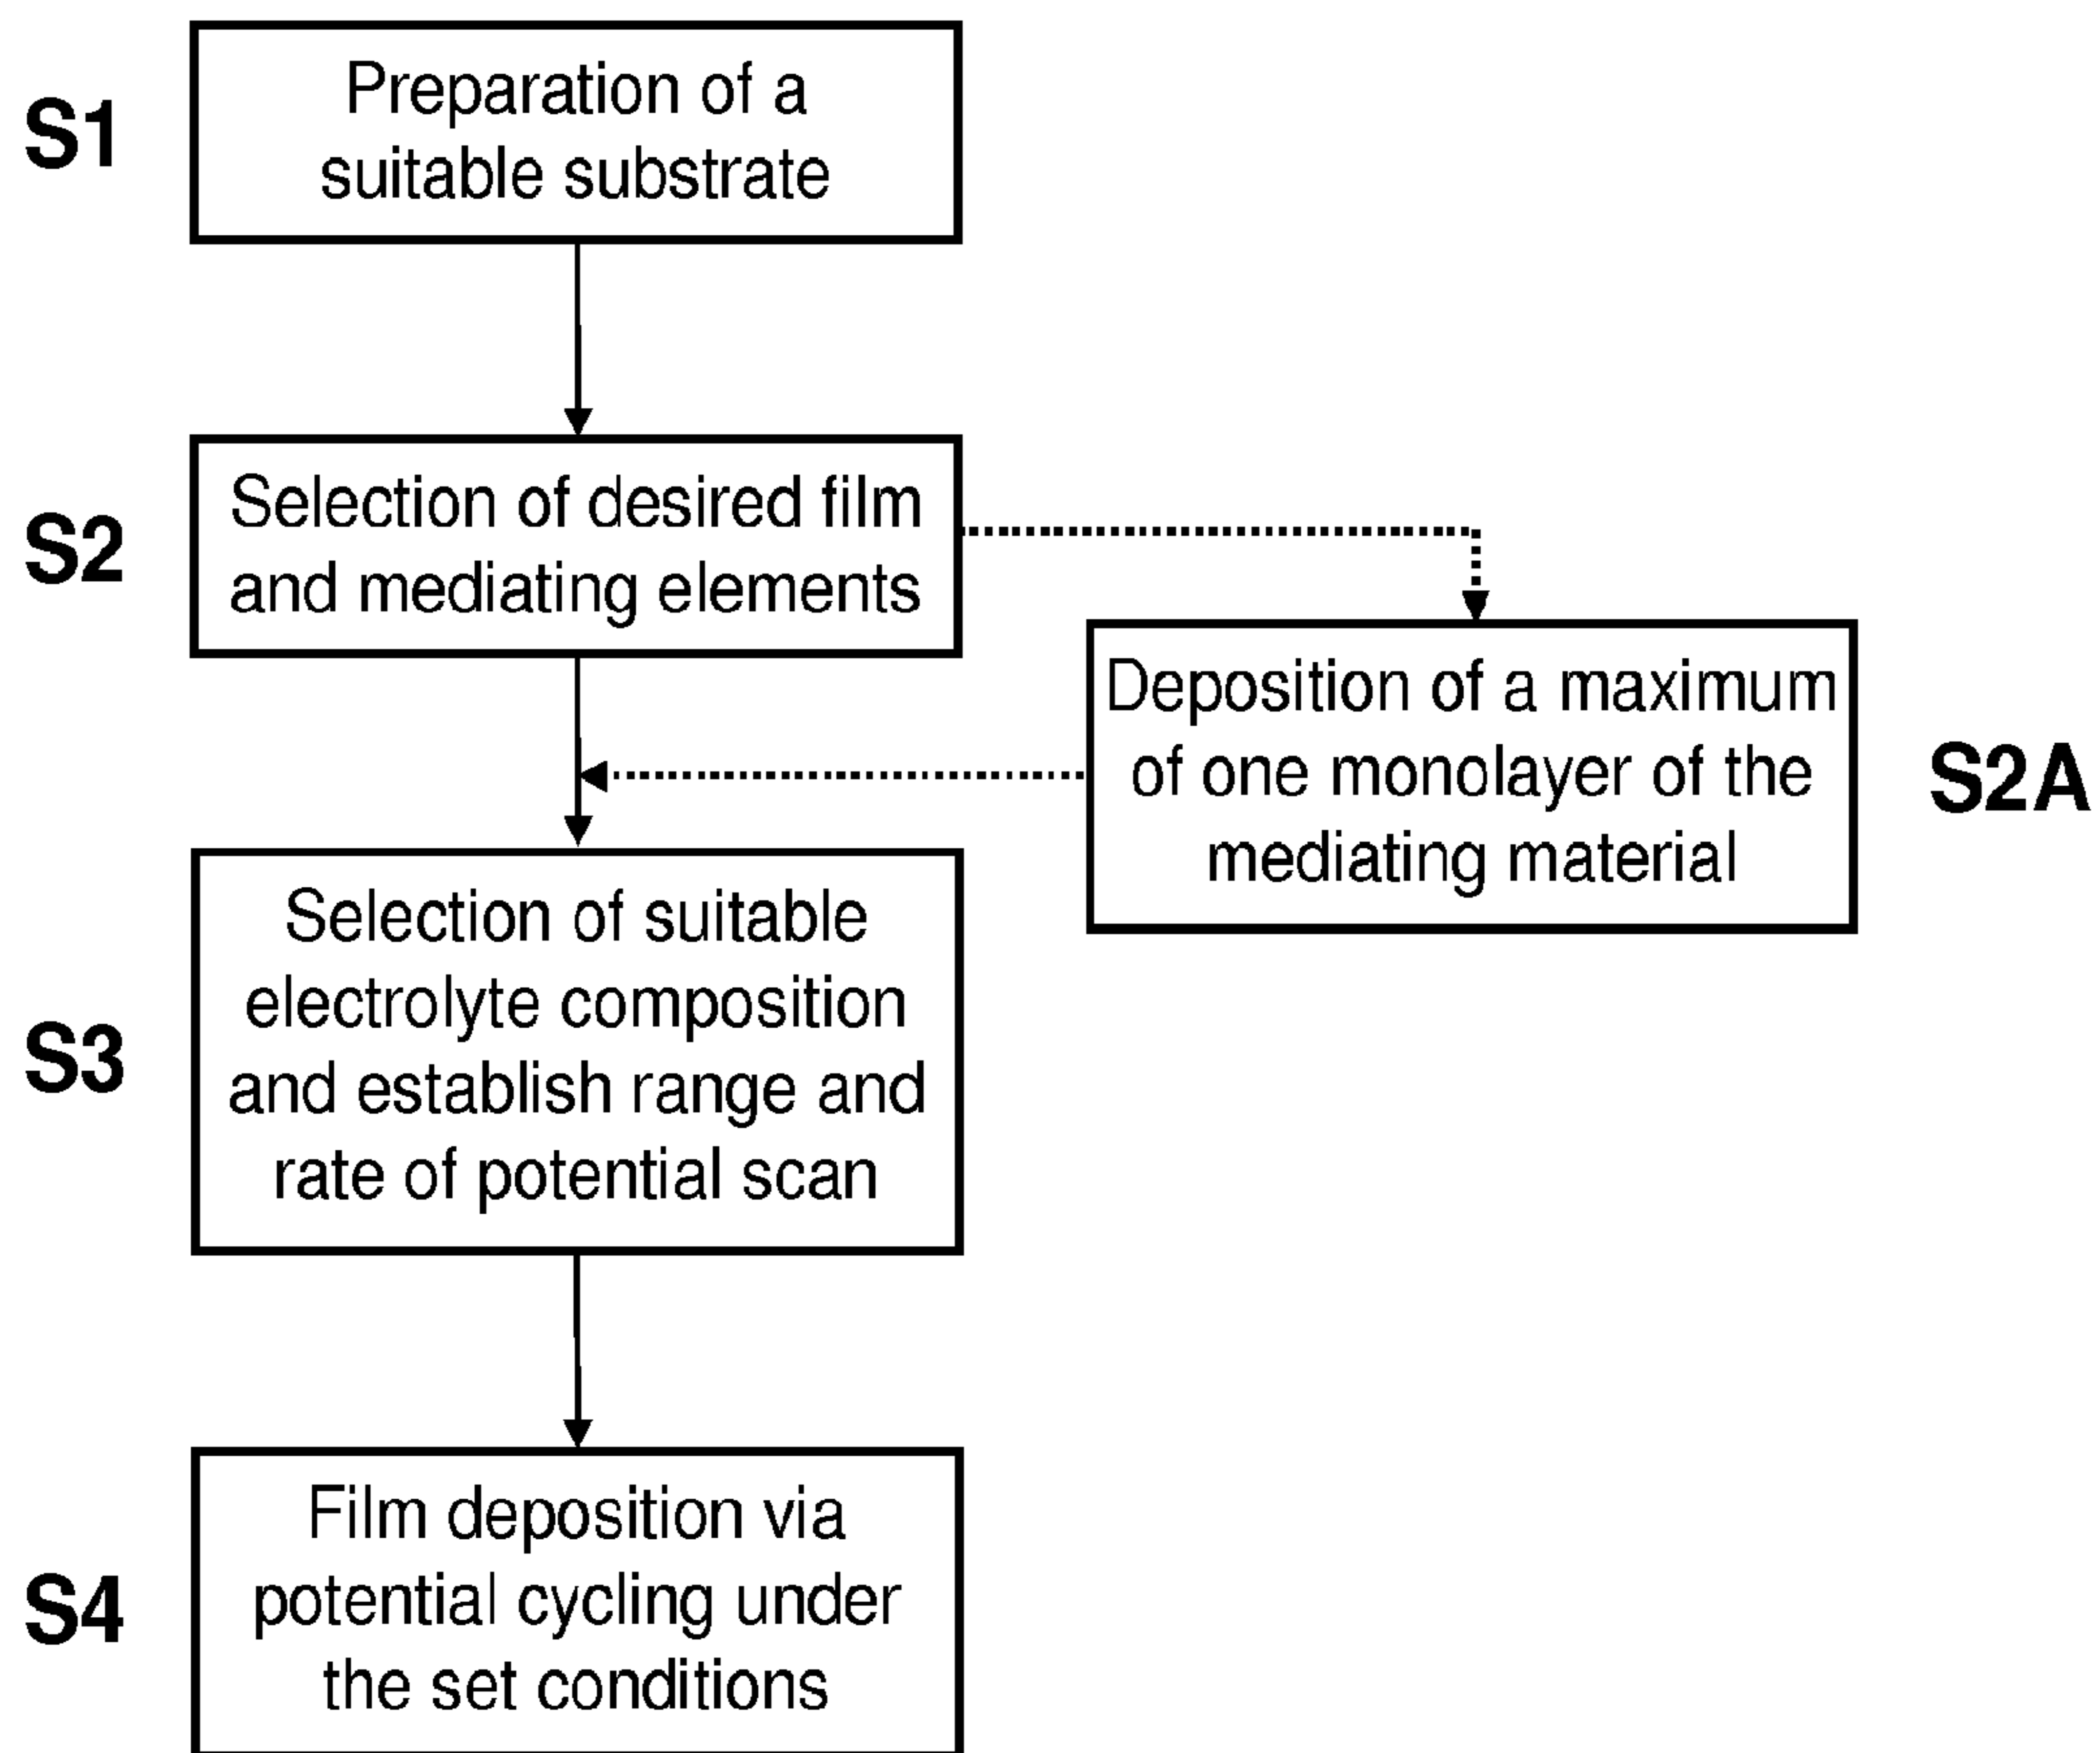 S1
Preparation of a
suitable substrate
S2
Selection of desired film
and mediating elements
Deposition of a maximum
of one monolayer of the
mediating material
S2A
S3
Selection of suitable
electrolyte composition
and establish range and
rate of potential scan
S4
Film deposition via
potential cycling under
the set conditions